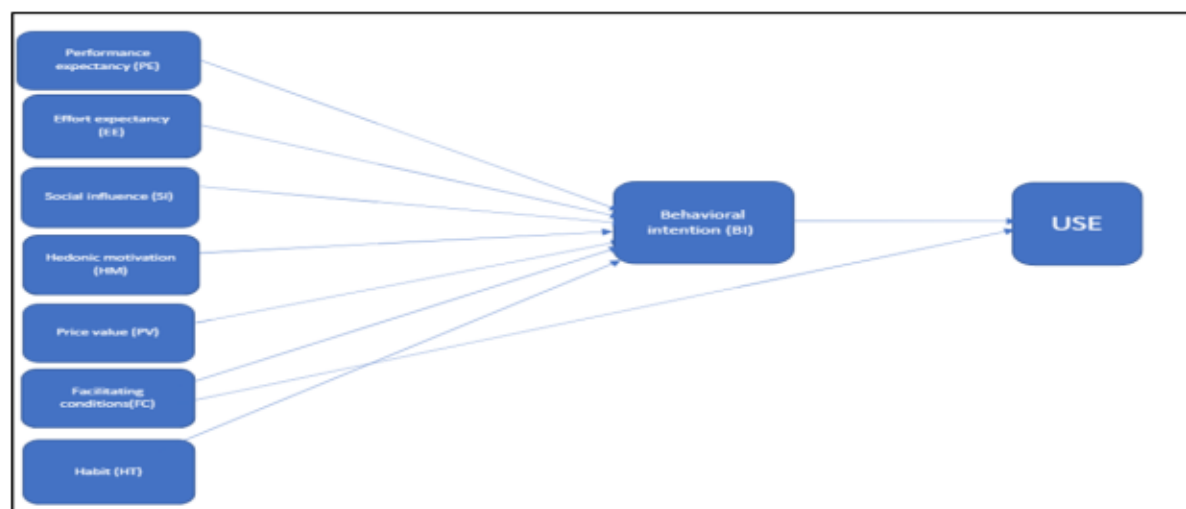 Performance
expectancy (PE)
Effort expectancy
(EE)
Social influence (SI)
Hedonic motivation
(HM)
Price value (PV)
Facilitating
conditions(FC)
Habit (HT)
Behavioral
intention (BI)
USE